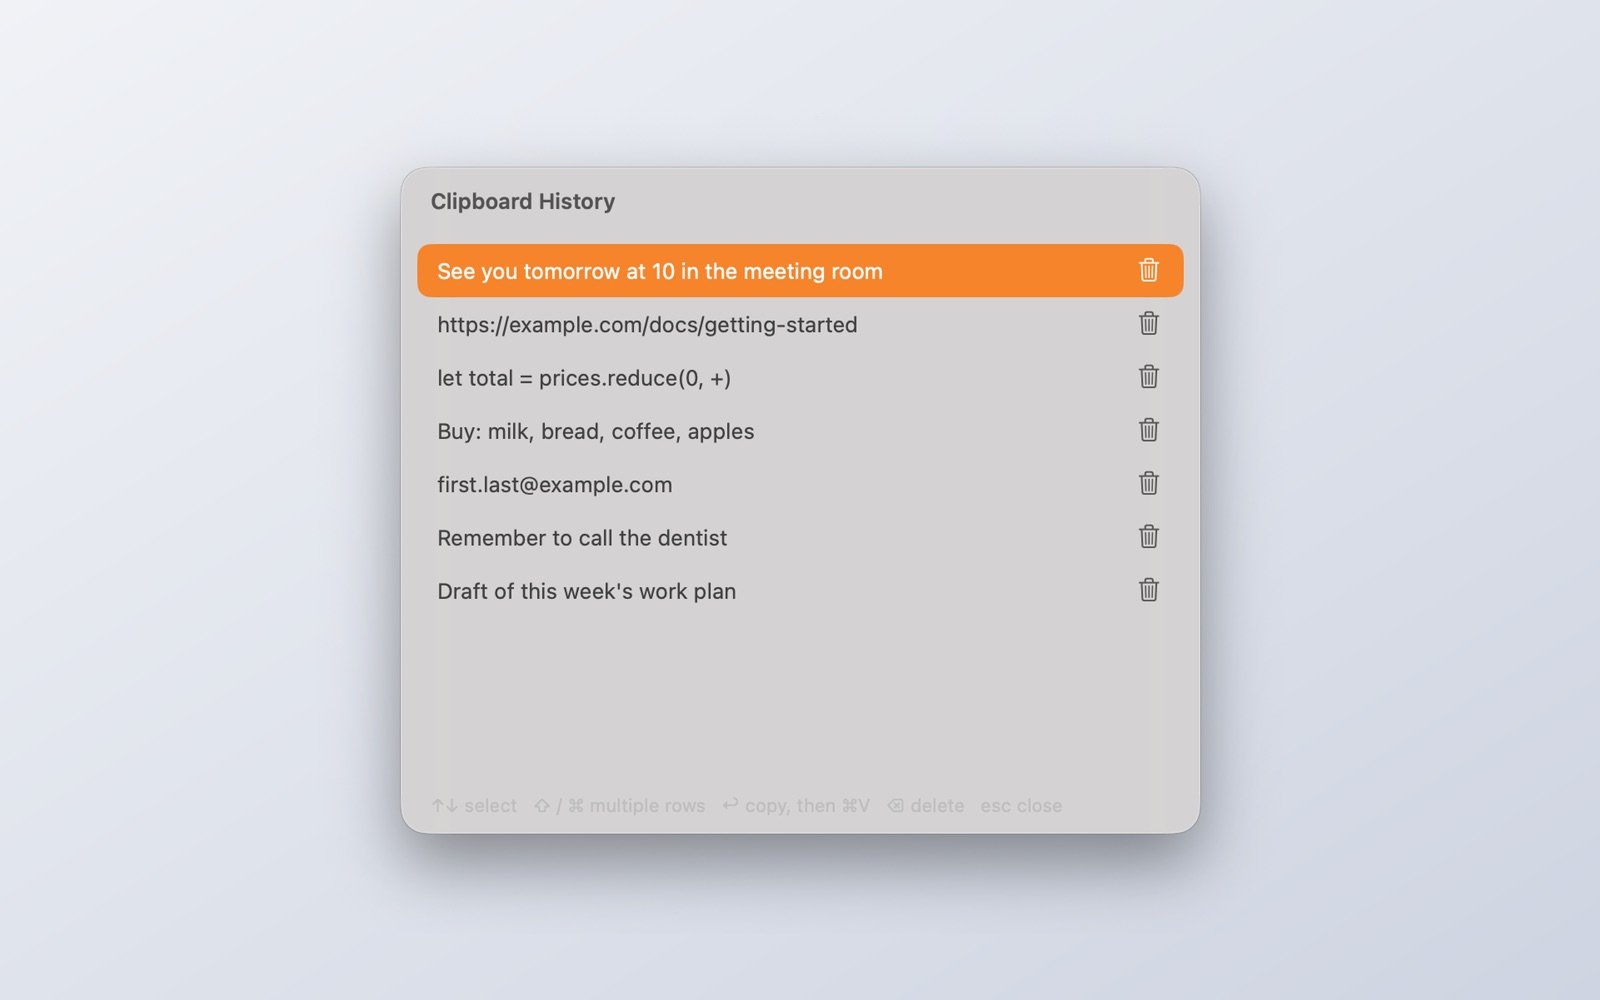 Clipboard History
See you tomorrow at 10 in the meeting room
https://example.com/docs/getting-started
let total = prices.reduce(0, +)
Buy: milk, bread, coffee, apples
first.last@example.com
Remember to call the dentist
Draft of this week's work plan
↑↓ select ⇧ / ⌘ multiple rows ↩ copy, then ⌘V ⌫ delete esc close